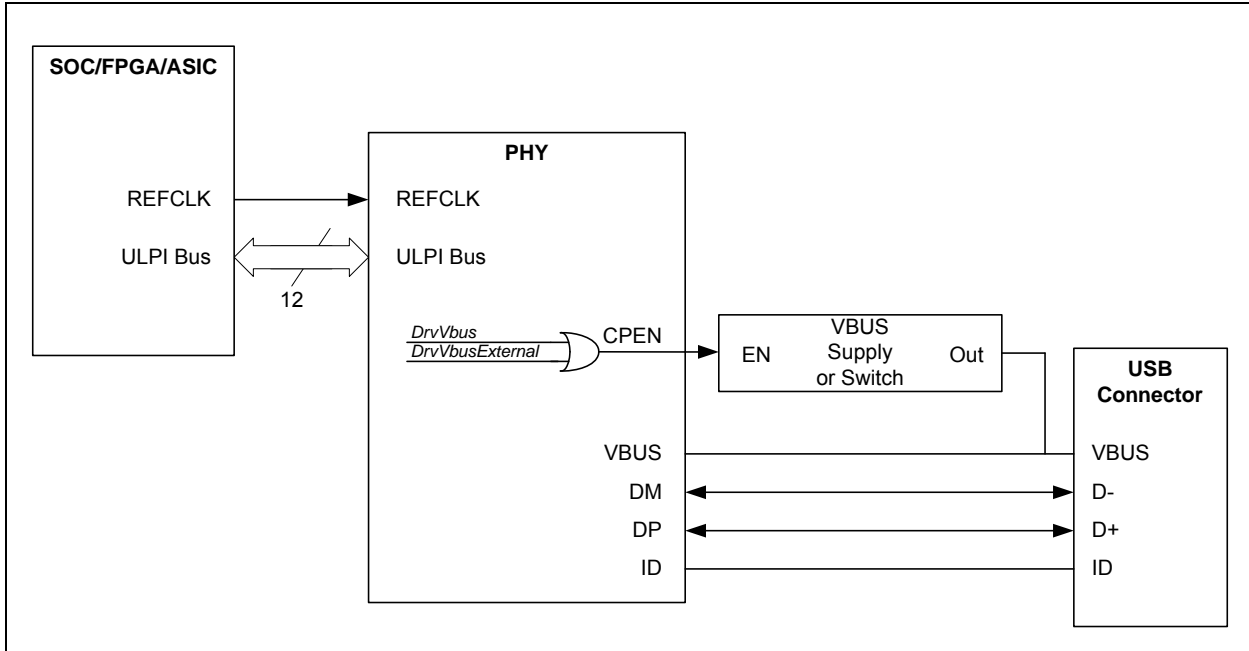 SOC/FPGA/ASIC
REFCLK
ULPI Bus
12
PHY
REFCLK
ULPI Bus
DrvVbus
DrvVbusExternal
CPEN
VBUS
DM
DP
ID
EN
VBUS
Supply
or Switch
Out
USB
Connector
VBUS
D-
D+
ID